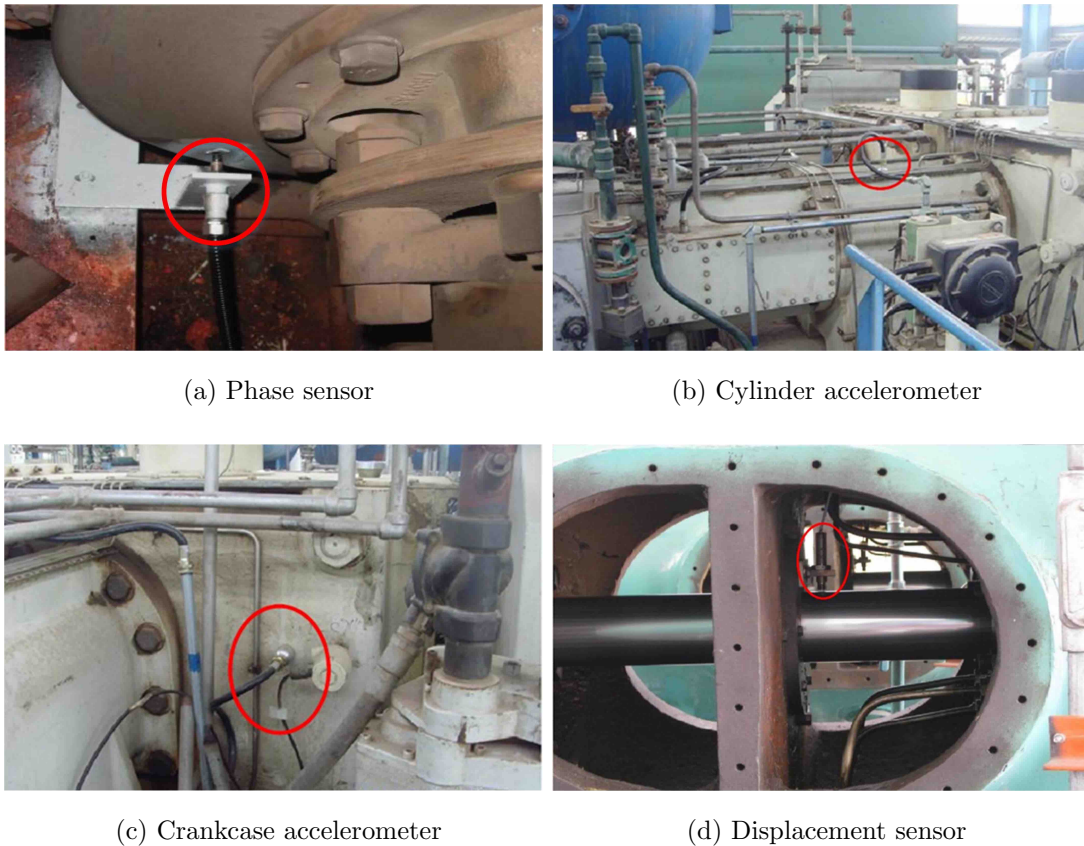 (a) Phase sensor
(b) Cylinder accelerometer
(c) Crankcase accelerometer
(d) Displacement sensor